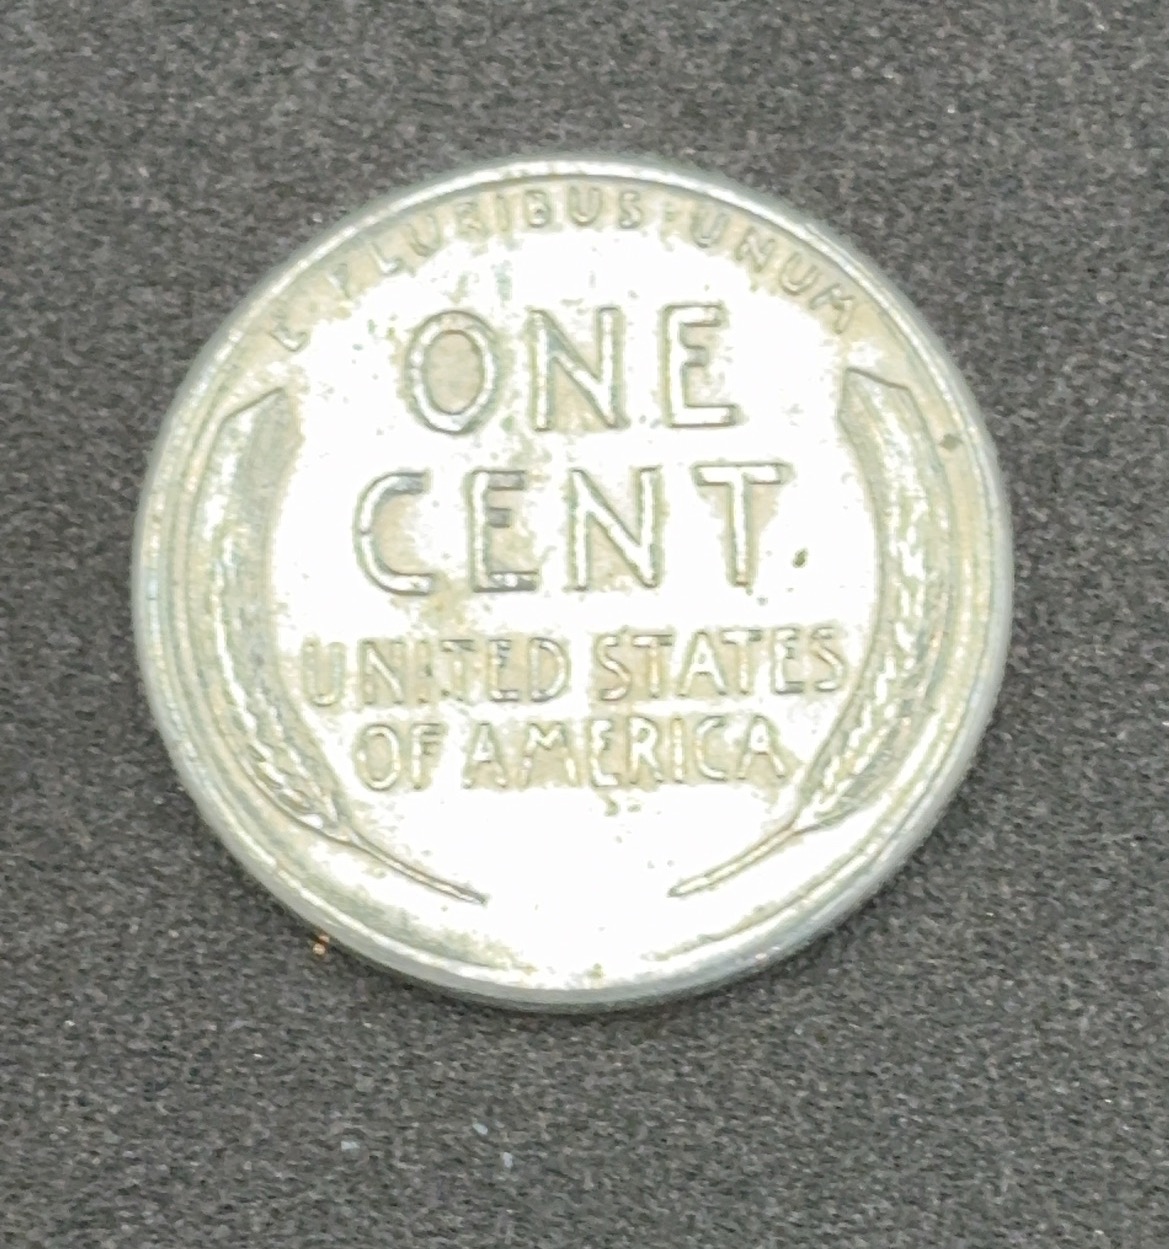 E·PLURIBUS·UNUM
ONE
CENT
UNITED STATES
OF AMERICA